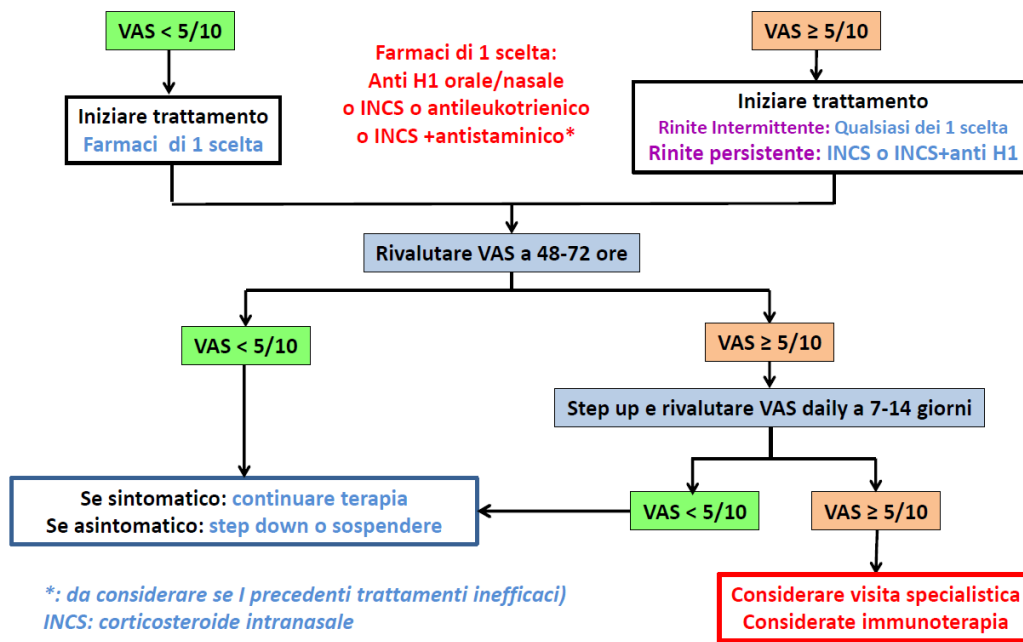 VAS < 5/10
VAS ≥ 5/10
Farmaci di 1 scelta:
Anti H1 orale/nasale
o INCS o antileukotrienico
o INCS +antistaminico*
Iniziare trattamento
Farmaci di 1 scelta
Iniziare trattamento
Rinite Intermittente: Qualsiasi dei 1 scelta
Rinite persistente: INCS o INCS+anti H1
Rivalutare VAS a 48-72 ore
VAS < 5/10
VAS ≥ 5/10
Step up e rivalutare VAS daily a 7-14 giorni
Se sintomatico: continuare terapia
Se asintomatico: step down o sospendere
VAS < 5/10
VAS ≥ 5/10
*: da considerare se I precedenti trattamenti inefficaci)
INCS: corticosteroide intranasale
Considerare visita specialistica
Considerate immunoterapia